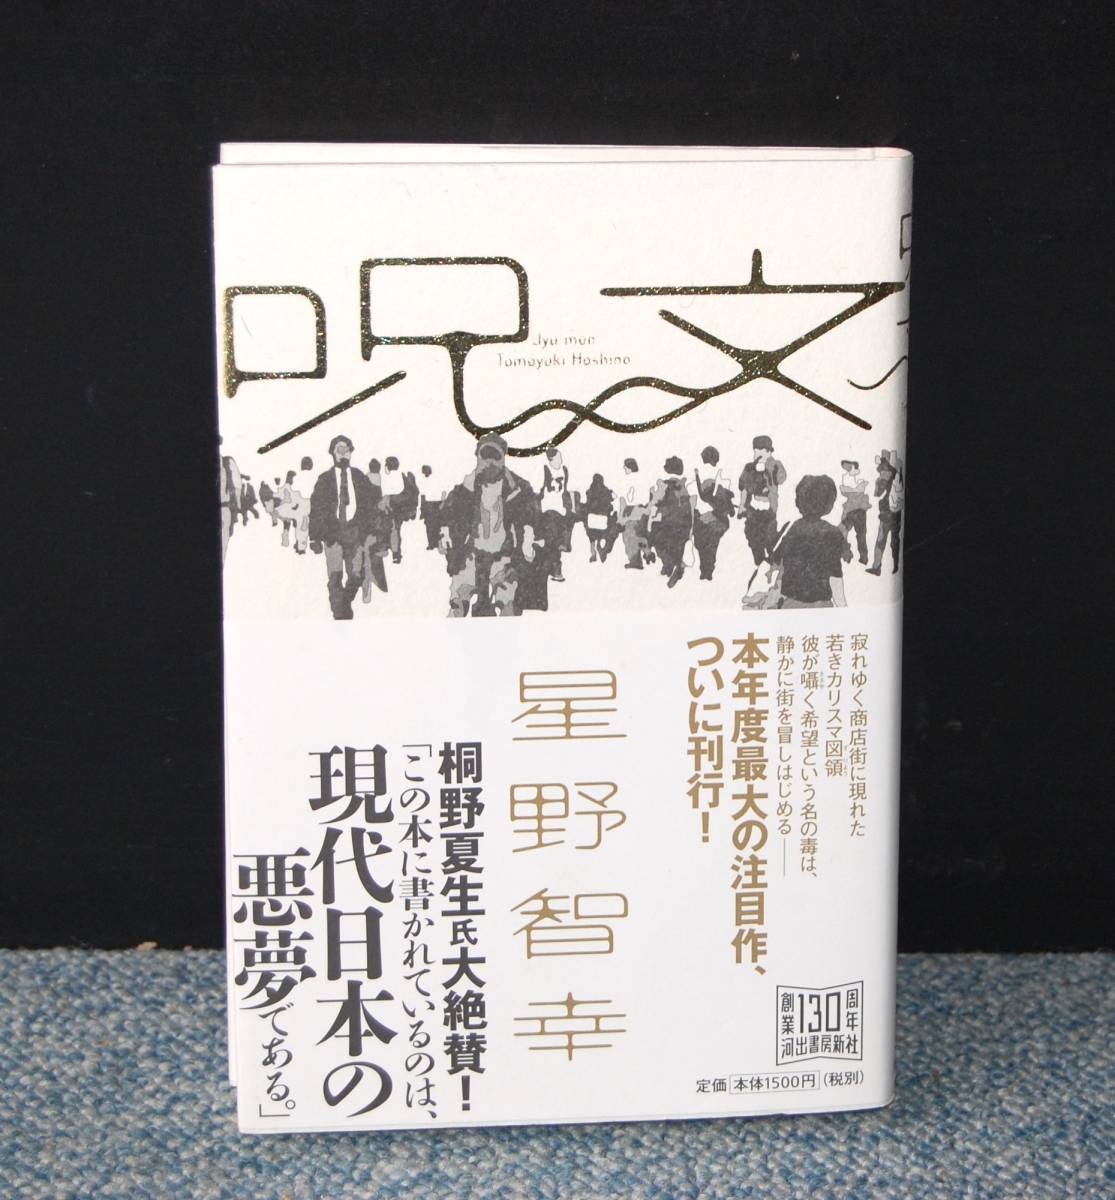 呪文
Jyu mon
Tomoyuki Hoshino
寂れゆく商店街に現れた
若きカリスマ図領
彼が囁く希望という名の毒は、
静かに街を冒しはじめる――
本年度最大の注目作、
ついに刊行！
星野智幸
桐野夏生氏大絶賛！
「この本に書かれているのは、
現代日本の
悪夢である。」
創業130周年
河出書房新社
定価 本体1500円 (税別)